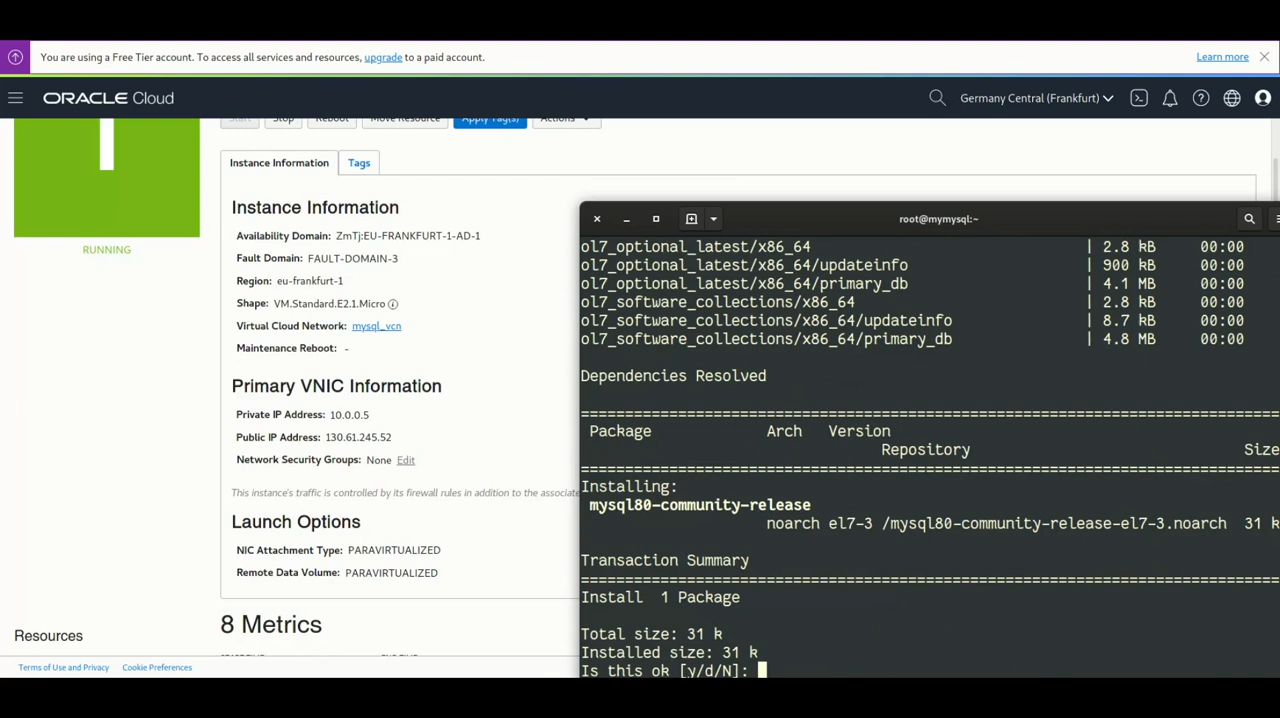 You are using a Free Tier account. To access all services and resources, upgrade to a paid account.
Learn more
ORACLE Cloud
Germany Central (Frankfurt)
Start
Stop
Reboot
Move Resource
Apply Tag(s)
Actions
Instance Information
Tags
Instance Information
Availability Domain: ZmTj:EU-FRANKFURT-1-AD-1
Fault Domain: FAULT-DOMAIN-3
Region: eu-frankfurt-1
Shape: VM.Standard.E2.1.Micro
Virtual Cloud Network: mysql_vcn
Maintenance Reboot: -
Primary VNIC Information
Private IP Address: 10.0.0.5
Public IP Address: 130.61.245.52
Network Security Groups: None Edit
This instance's traffic is controlled by its firewall rules in addition to the associate
Launch Options
NIC Attachment Type: PARAVIRTUALIZED
Remote Data Volume: PARAVIRTUALIZED
8 Metrics
RUNNING
Resources
Terms of Use and Privacy
Cookie Preferences
root@mymysql:~
ol7_optional_latest/x86_64 | 2.8 kB 00:00
ol7_optional_latest/x86_64/updateinfo | 900 kB 00:00
ol7_optional_latest/x86_64/primary_db | 4.1 MB 00:00
ol7_software_collections/x86_64 | 2.8 kB 00:00
ol7_software_collections/x86_64/updateinfo | 8.7 kB 00:00
ol7_software_collections/x86_64/primary_db | 4.8 MB 00:00
Dependencies Resolved
Package Arch Version
Repository Size
Installing:
mysql80-community-release
noarch el7-3 /mysql80-community-release-el7-3.noarch 31 k
Transaction Summary
Install 1 Package
Total size: 31 k
Installed size: 31 k
Is this ok [y/d/N]: